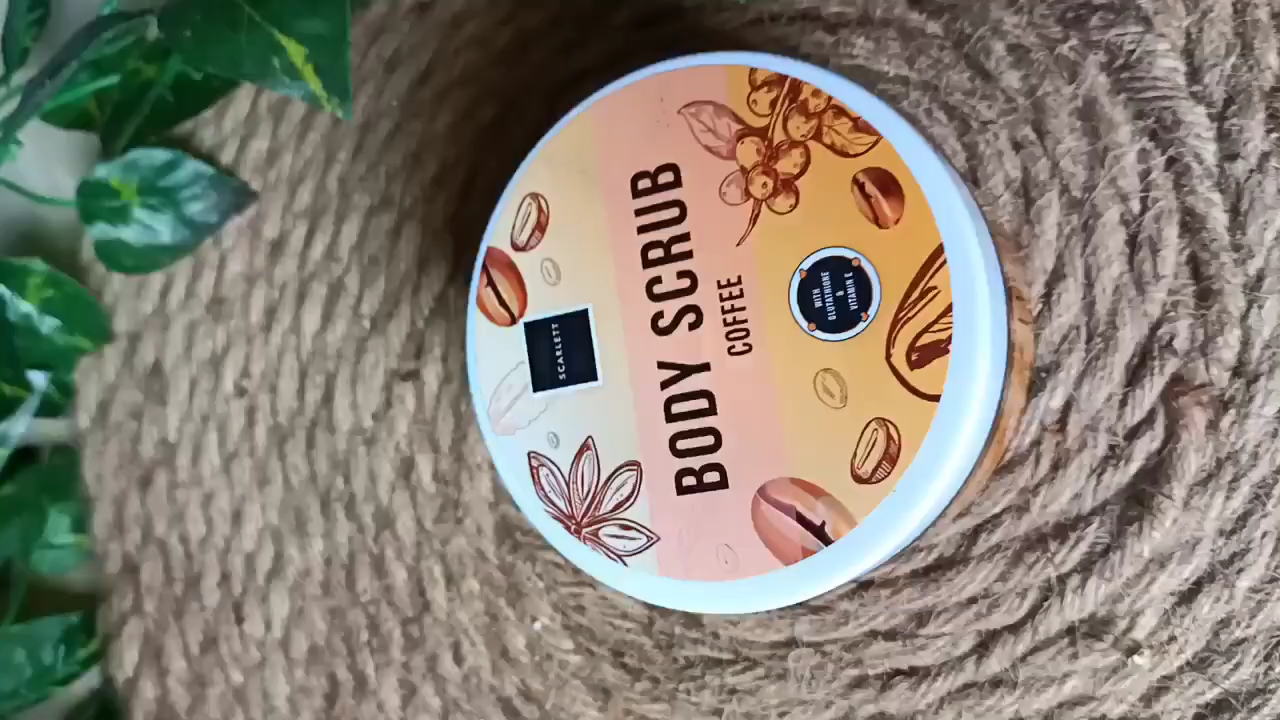 SCARLETT
BODY SCRUB
COFFEE
WITH
GLUTATHIONE
&
VITAMIN E